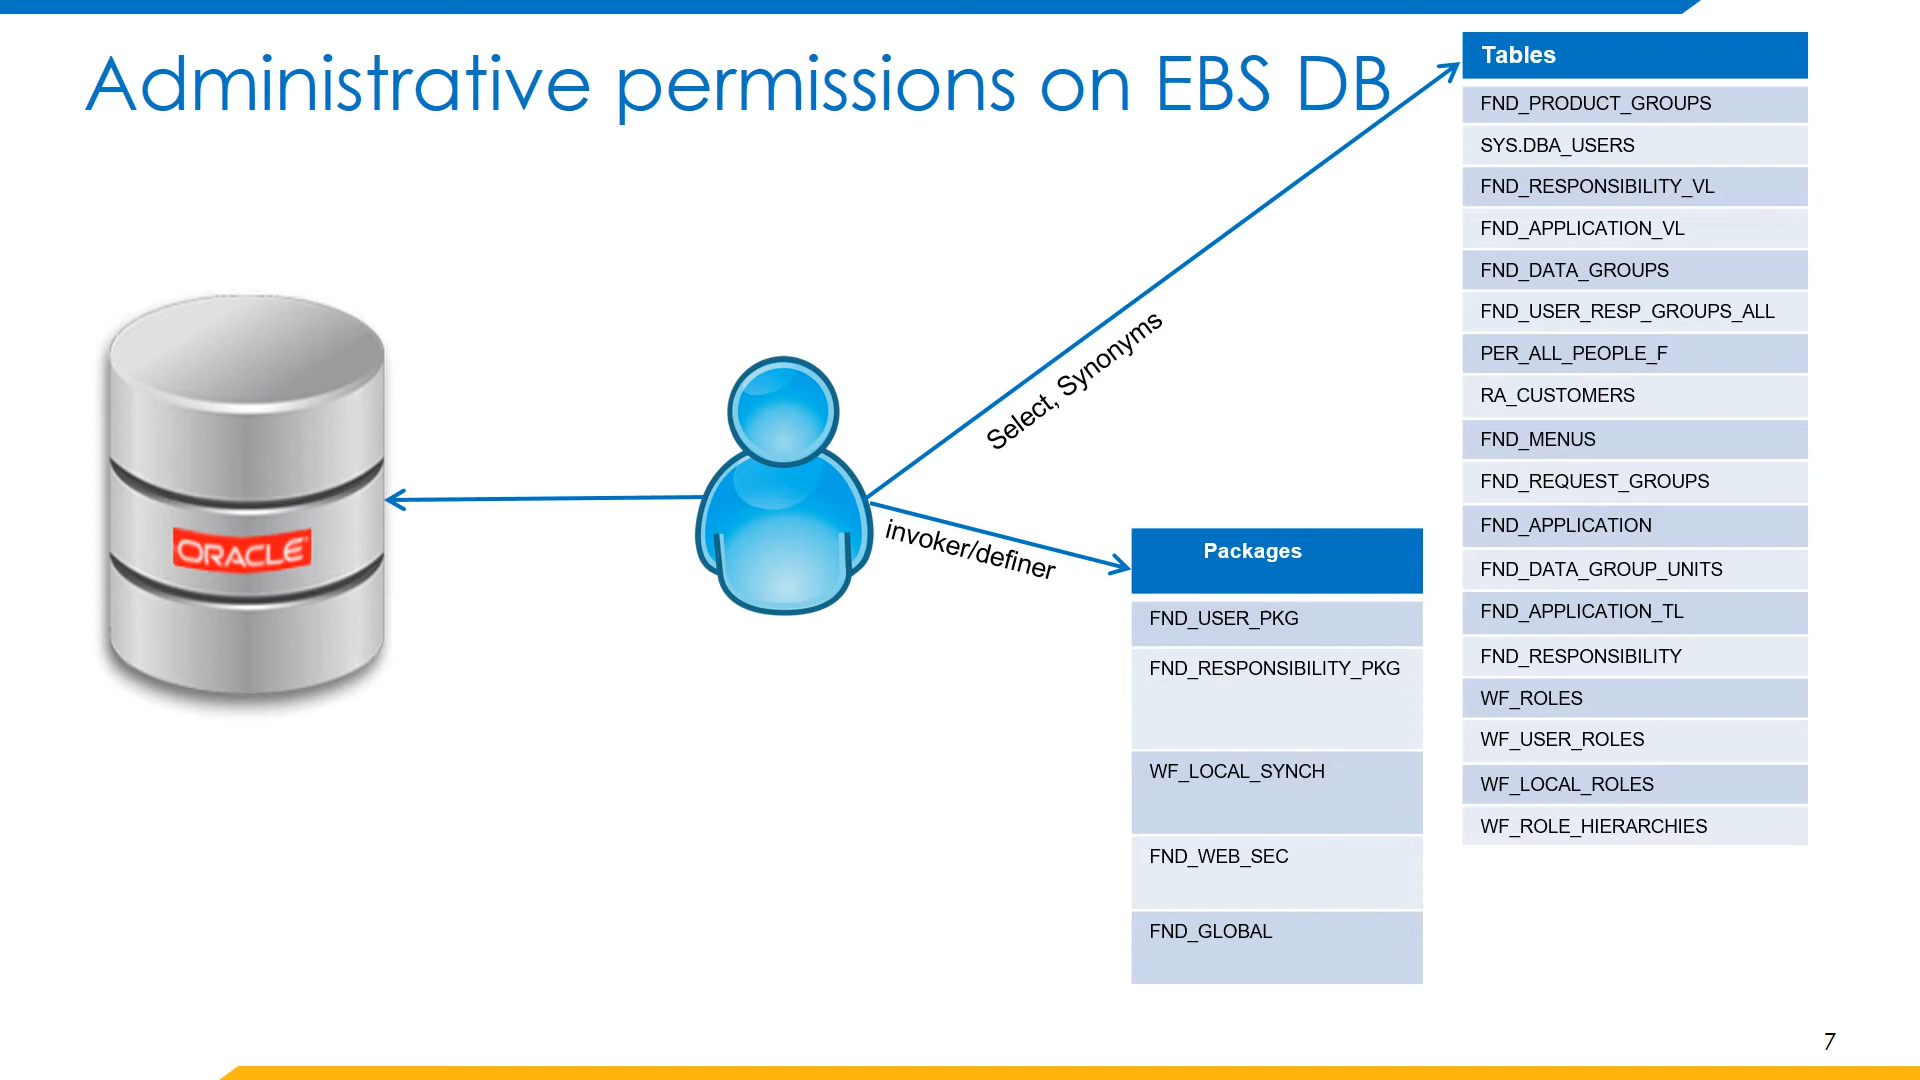 Administrative permissions on EBS DB
Tables
FND_PRODUCT_GROUPS
SYS.DBA_USERS
FND_RESPONSIBILITY_VL
FND_APPLICATION_VL
FND_DATA_GROUPS
FND_USER_RESP_GROUPS_ALL
PER_ALL_PEOPLE_F
RA_CUSTOMERS
FND_MENUS
FND_REQUEST_GROUPS
FND_APPLICATION
FND_DATA_GROUP_UNITS
FND_APPLICATION_TL
FND_RESPONSIBILITY
WF_ROLES
WF_USER_ROLES
WF_LOCAL_ROLES
WF_ROLE_HIERARCHIES
Select, Synonyms
ORACLE
invoker/definer
Packages
FND_USER_PKG
FND_RESPONSIBILITY_PKG
WF_LOCAL_SYNCH
FND_WEB_SEC
FND_GLOBAL
7